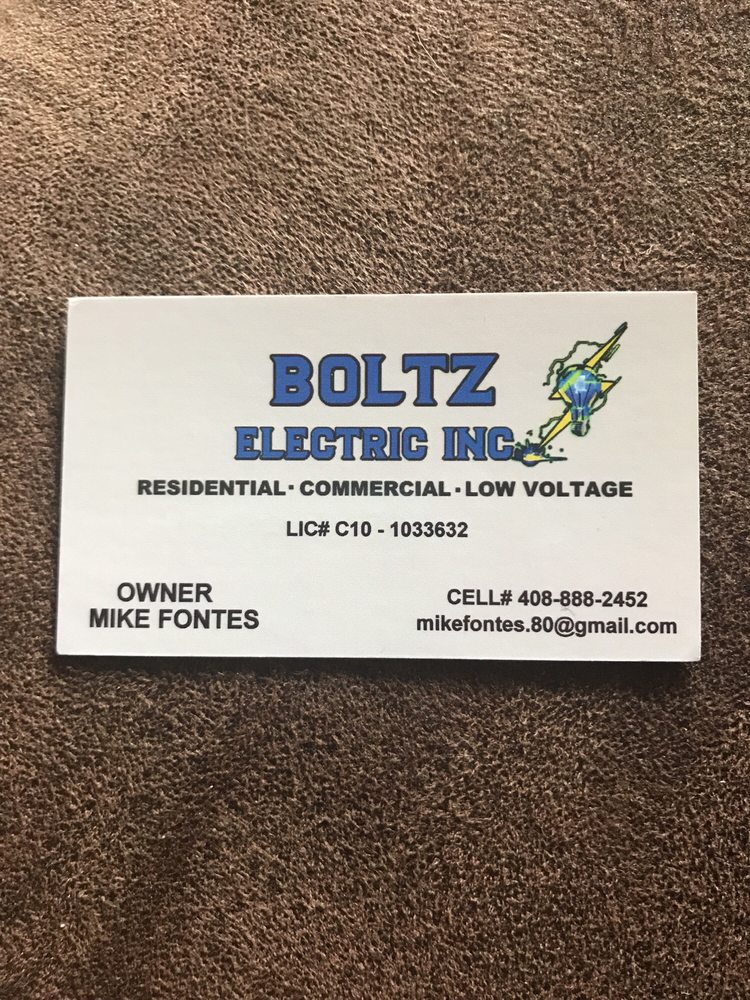 BOLTZ
ELECTRIC INC
RESIDENTIAL · COMMERCIAL · LOW VOLTAGE
LIC# C10 - 1033632
OWNER
MIKE FONTES
CELL# 408-888-2452
mikefontes.80@gmail.com